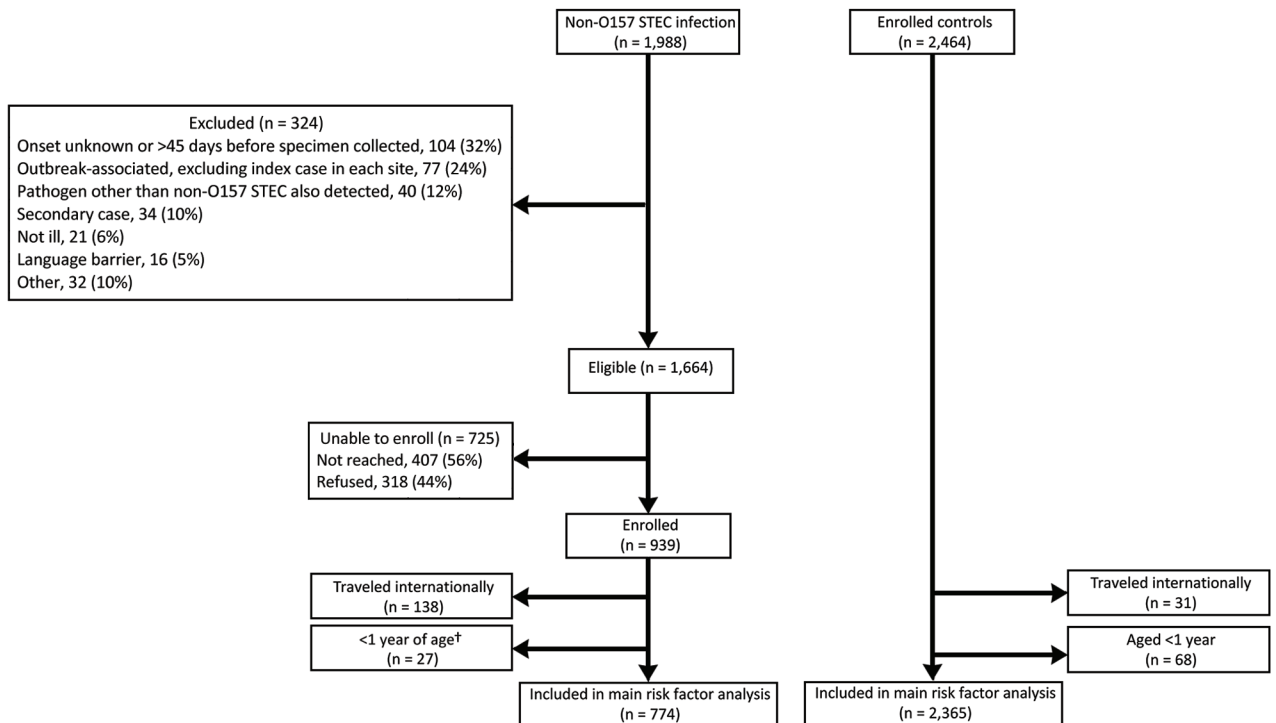 Non-O157 STEC infection
(n = 1,988)
Enrolled controls
(n = 2,464)
Excluded (n = 324)
Onset unknown or >45 days before specimen collected, 104 (32%)
Outbreak-associated, excluding index case in each site, 77 (24%)
Pathogen other than non-O157 STEC also detected, 40 (12%)
Secondary case, 34 (10%)
Not ill, 21 (6%)
Language barrier, 16 (5%)
Other, 32 (10%)
Eligible (n = 1,664)
Unable to enroll (n = 725)
Not reached, 407 (56%)
Refused, 318 (44%)
Enrolled
(n = 939)
Traveled internationally
(n = 138)
<1 year of age†
(n = 27)
Traveled internationally
(n = 31)
Aged <1 year
(n = 68)
Included in main risk factor analysis
(n = 774)
Included in main risk factor analysis
(n = 2,365)